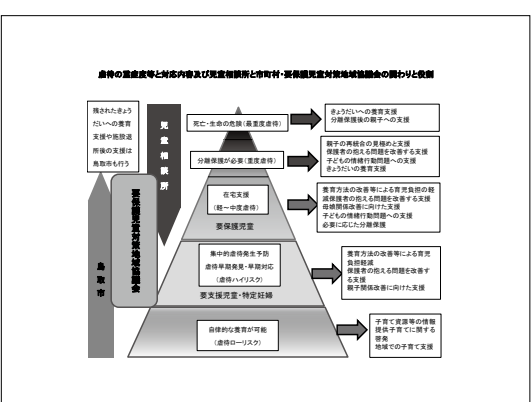 虐待の重症度等と対応内容及び児童相談所と市町村・要保護児童対策地域協議会の関わりと役割
残されたきょう
だいへの養育
支援や施設退
所後の支援は
鳥取市も行う
児童相談所
要保護児童対策地域協議会
鳥取市
死亡・生命の危険(最重度虐待)
分離保護が必要(重度虐待)
在宅支援
(軽~中度虐待)
要保護児童
集中的虐待発生予防
虐待早期発見・早期対応
(虐待ハイリスク)
要支援児童・特定妊婦
自律的な養育が可能
(虐待ローリスク)
きょうだいへの養育支援
分離保護後の親子への支援
親子の再統合の見極めと支援
保護者の抱える問題を改善する支援
子どもの情緒行動問題への支援
きょうだいの養育支援
養育方法の改善等による育児負担の軽
減保護者の抱える問題を改善する支援
母娘関係改善に向けた支援
子どもの情緒行動問題への支援
必要に応じた分離保護
養育方法の改善等による育児
負担軽減
保護者の抱える問題を改善す
る支援
親子関係改善に向けた支援
子育て資源等の情報
提供子育てに関する
啓発
地域での子育て支援